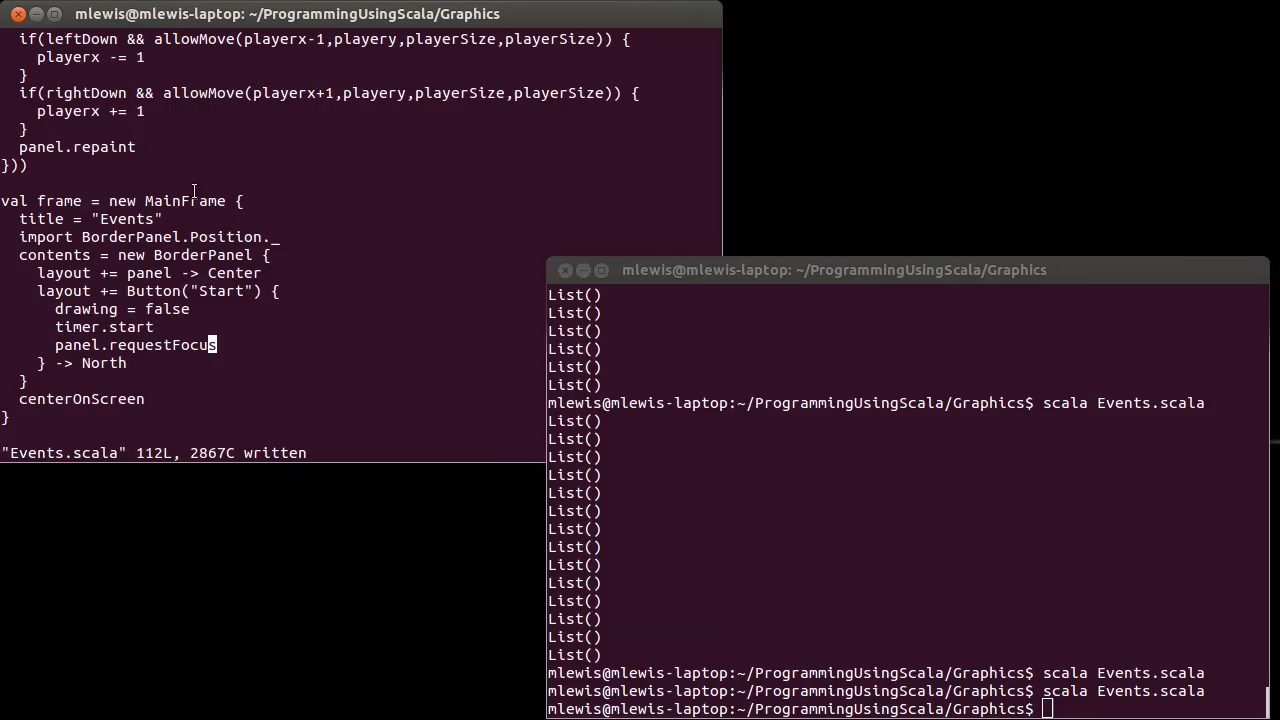 mlewis@mlewis-laptop: ~/ProgrammingUsingScala/Graphics
  if(leftDown && allowMove(playerx-1,playery,playerSize,playerSize)) {
    playerx -= 1
  }
  if(rightDown && allowMove(playerx+1,playery,playerSize,playerSize)) {
    playerx += 1
  }
  panel.repaint
}))
val frame = new MainFrame {
  title = "Events"
  import BorderPanel.Position._
  contents = new BorderPanel {
    layout += panel -> Center
    layout += Button("Start") {
      drawing = false
      timer.start
      panel.requestFocus
    } -> North
  }
  centerOnScreen
}
"Events.scala" 112L, 2867C written
mlewis@mlewis-laptop: ~/ProgrammingUsingScala/Graphics
List()
List()
List()
List()
List()
List()
mlewis@mlewis-laptop:~/ProgrammingUsingScala/Graphics$ scala Events.scala
List()
List()
List()
List()
List()
List()
List()
List()
List()
List()
List()
List()
List()
List()
mlewis@mlewis-laptop:~/ProgrammingUsingScala/Graphics$ scala Events.scala
mlewis@mlewis-laptop:~/ProgrammingUsingScala/Graphics$ scala Events.scala
mlewis@mlewis-laptop:~/ProgrammingUsingScala/Graphics$